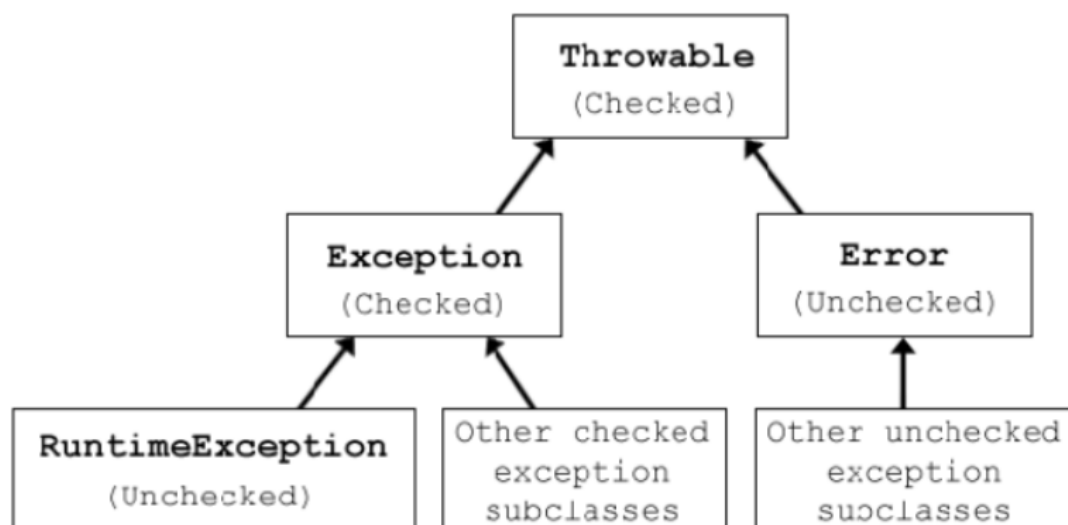 Throwable
(Checked)
Exception
(Checked)
Error
(Unchecked)
RuntimeException
(Unchecked)
Other checked
exception
subclasses
Other unchecked
exception
subclasses